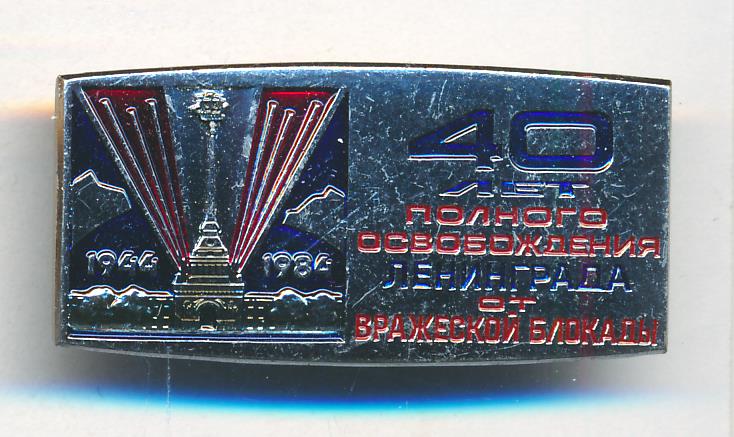 1944 1984
40
ЛЕТ
ПОЛНОГО
ОСВОБОЖДЕНИЯ
ЛЕНИНГРАДА
ОТ
ВРАЖЕСКОЙ БЛОКАДЫ